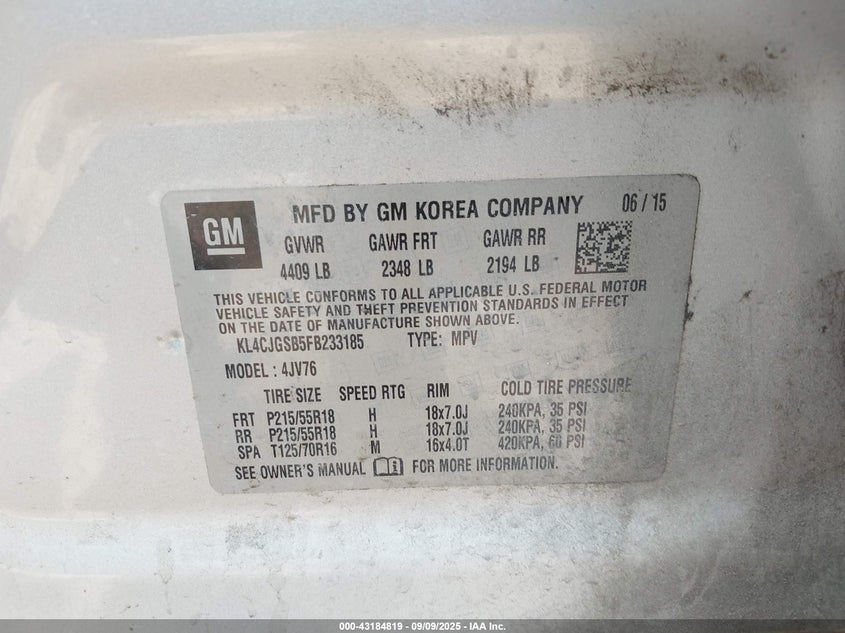 GM MFD BY GM KOREA COMPANY 06 / 15
GVWR GAWR FRT GAWR RR
4409 LB 2348 LB 2194 LB
THIS VEHICLE CONFORMS TO ALL APPLICABLE U.S. FEDERAL MOTOR
VEHICLE SAFETY AND THEFT PREVENTION STANDARDS IN EFFECT
ON THE DATE OF MANUFACTURE SHOWN ABOVE.
KL4CJGSB5FB233185 TYPE: MPV
MODEL : 4JV76
TIRE SIZE SPEED RTG RIM COLD TIRE PRESSURE
FRT P215/55R18 H 18x7.0J 240KPA, 35 PSI
RR P215/55R18 H 18x7.0J 240KPA, 35 PSI
SPA T125/70R16 M 16x4.0T 420KPA, 60 PSI
SEE OWNER'S MANUAL FOR MORE INFORMATION.
000-43184819 - 09/09/2025 - IAA Inc.